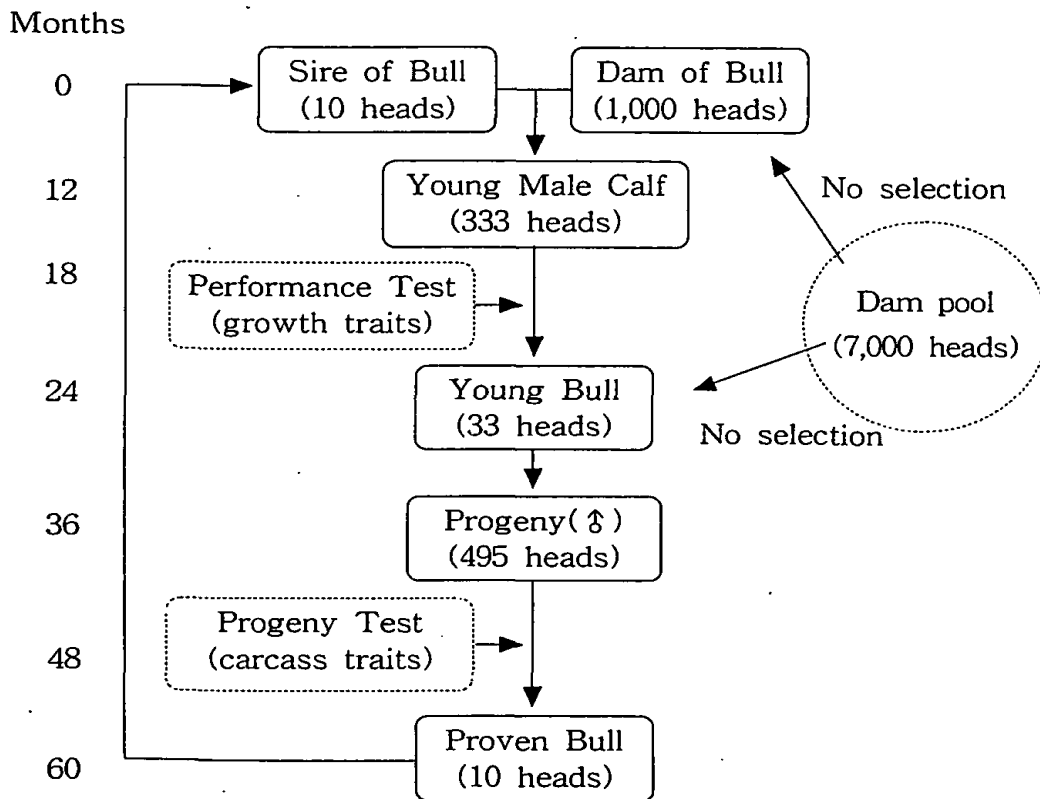 Months
0
Sire of Bull
(10 heads)
Dam of Bull
(1,000 heads)
12
Young Male Calf
(333 heads)
No selection
18
Performance Test
(growth traits)
Dam pool
(7,000 heads)
24
Young Bull
(33 heads)
No selection
36
Progeny(♂)
(495 heads)
48
Progeny Test
(carcass traits)
60
Proven Bull
(10 heads)